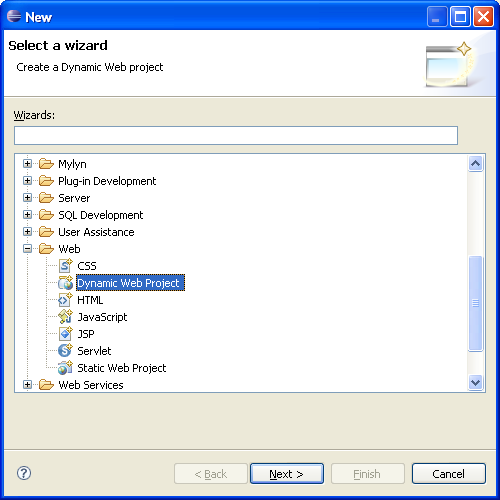 New
Select a wizard
Create a Dynamic Web project
Wizards:
Mylyn
Plug-in Development
Server
SQL Development
User Assistance
Web
CSS
Dynamic Web Project
HTML
JavaScript
JSP
Servlet
Static Web Project
Web Services
?
< Back
Next >
Finish
Cancel